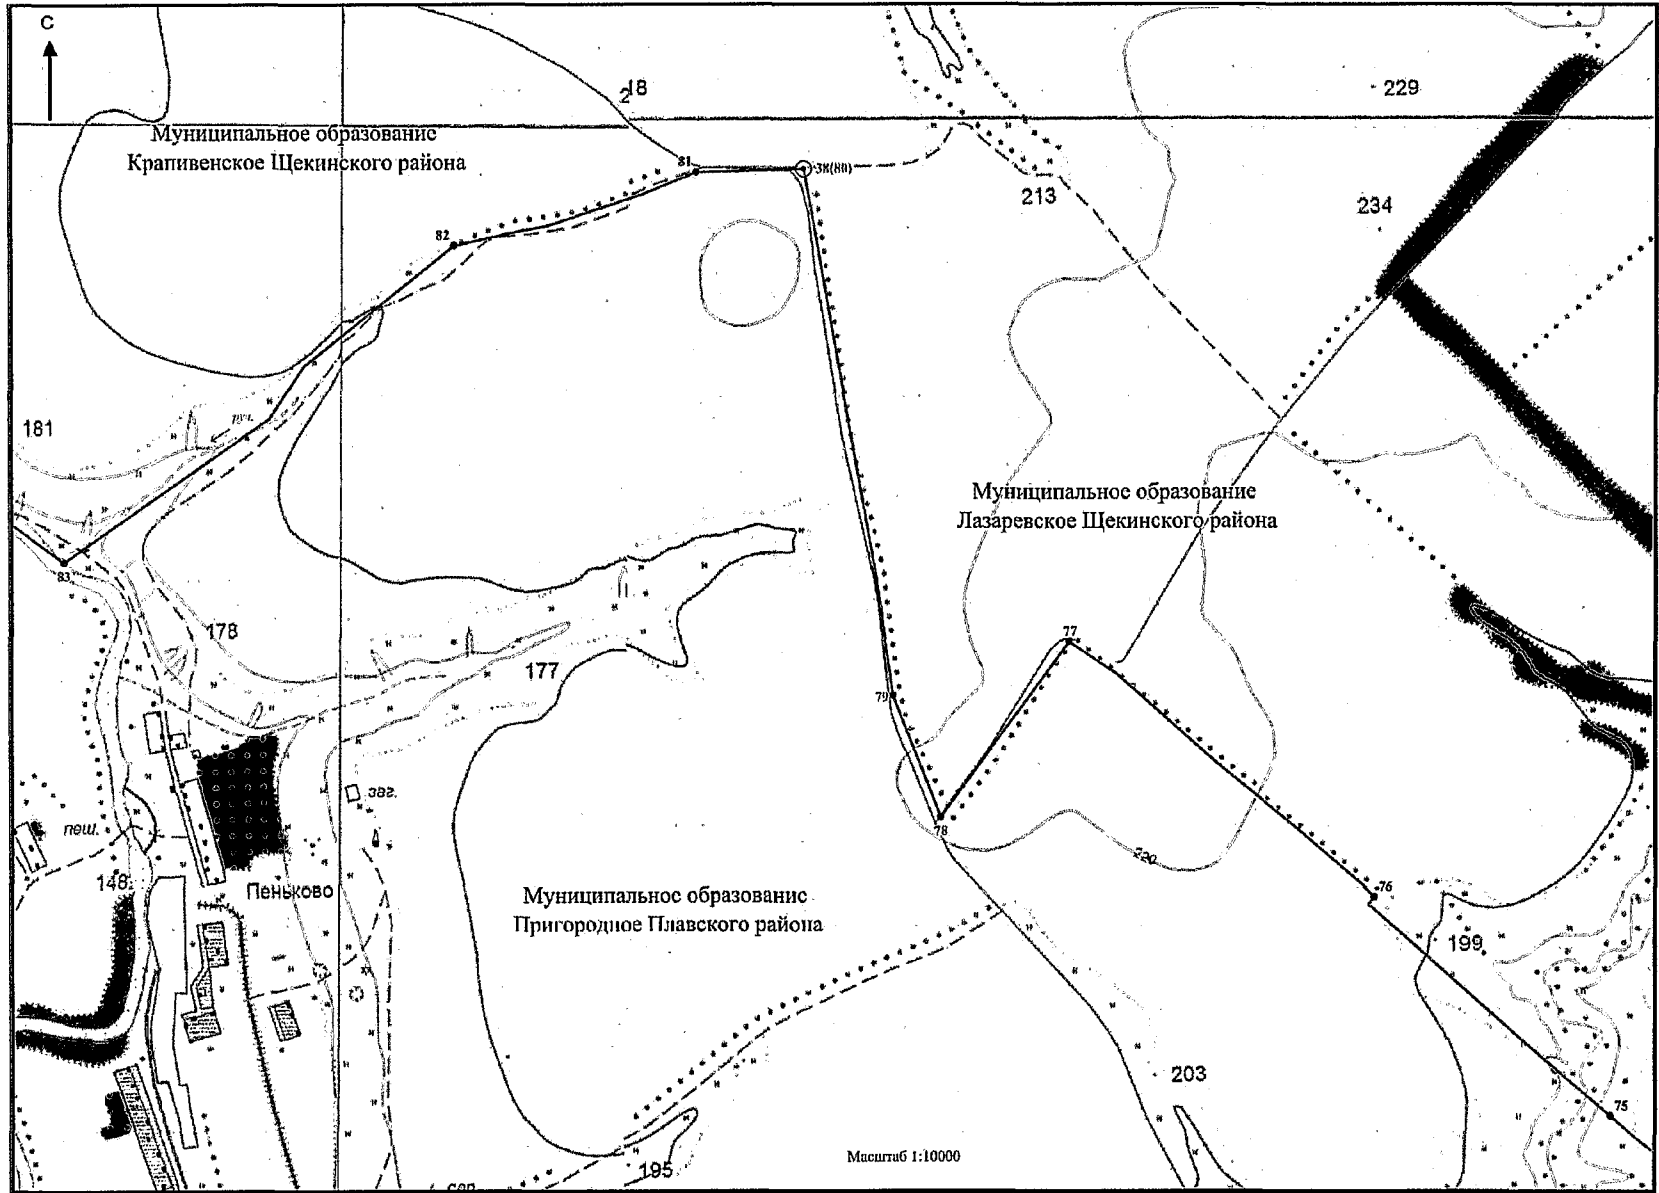 С
218
229
Муниципальное образование
Крапивенское Щекинского района
81
38(80)
213
234
82
181
руч.
Муниципальное образование
Лазаревское Щекинского района
83
178
77
177
79
заг.
78
пеш.
220
148
Пеньково
76
Муниципальное образование
Пригородное Плавского района
199
203
75
Масштаб 1:10000
195